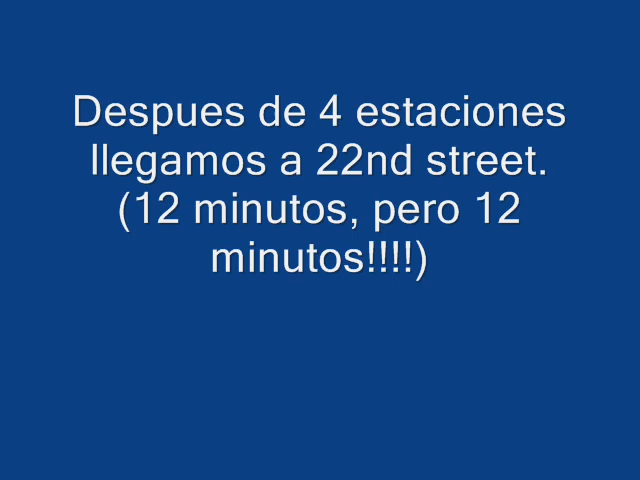 Despues de 4 estaciones
llegamos a 22nd street.
(12 minutos, pero 12
minutos!!!!)